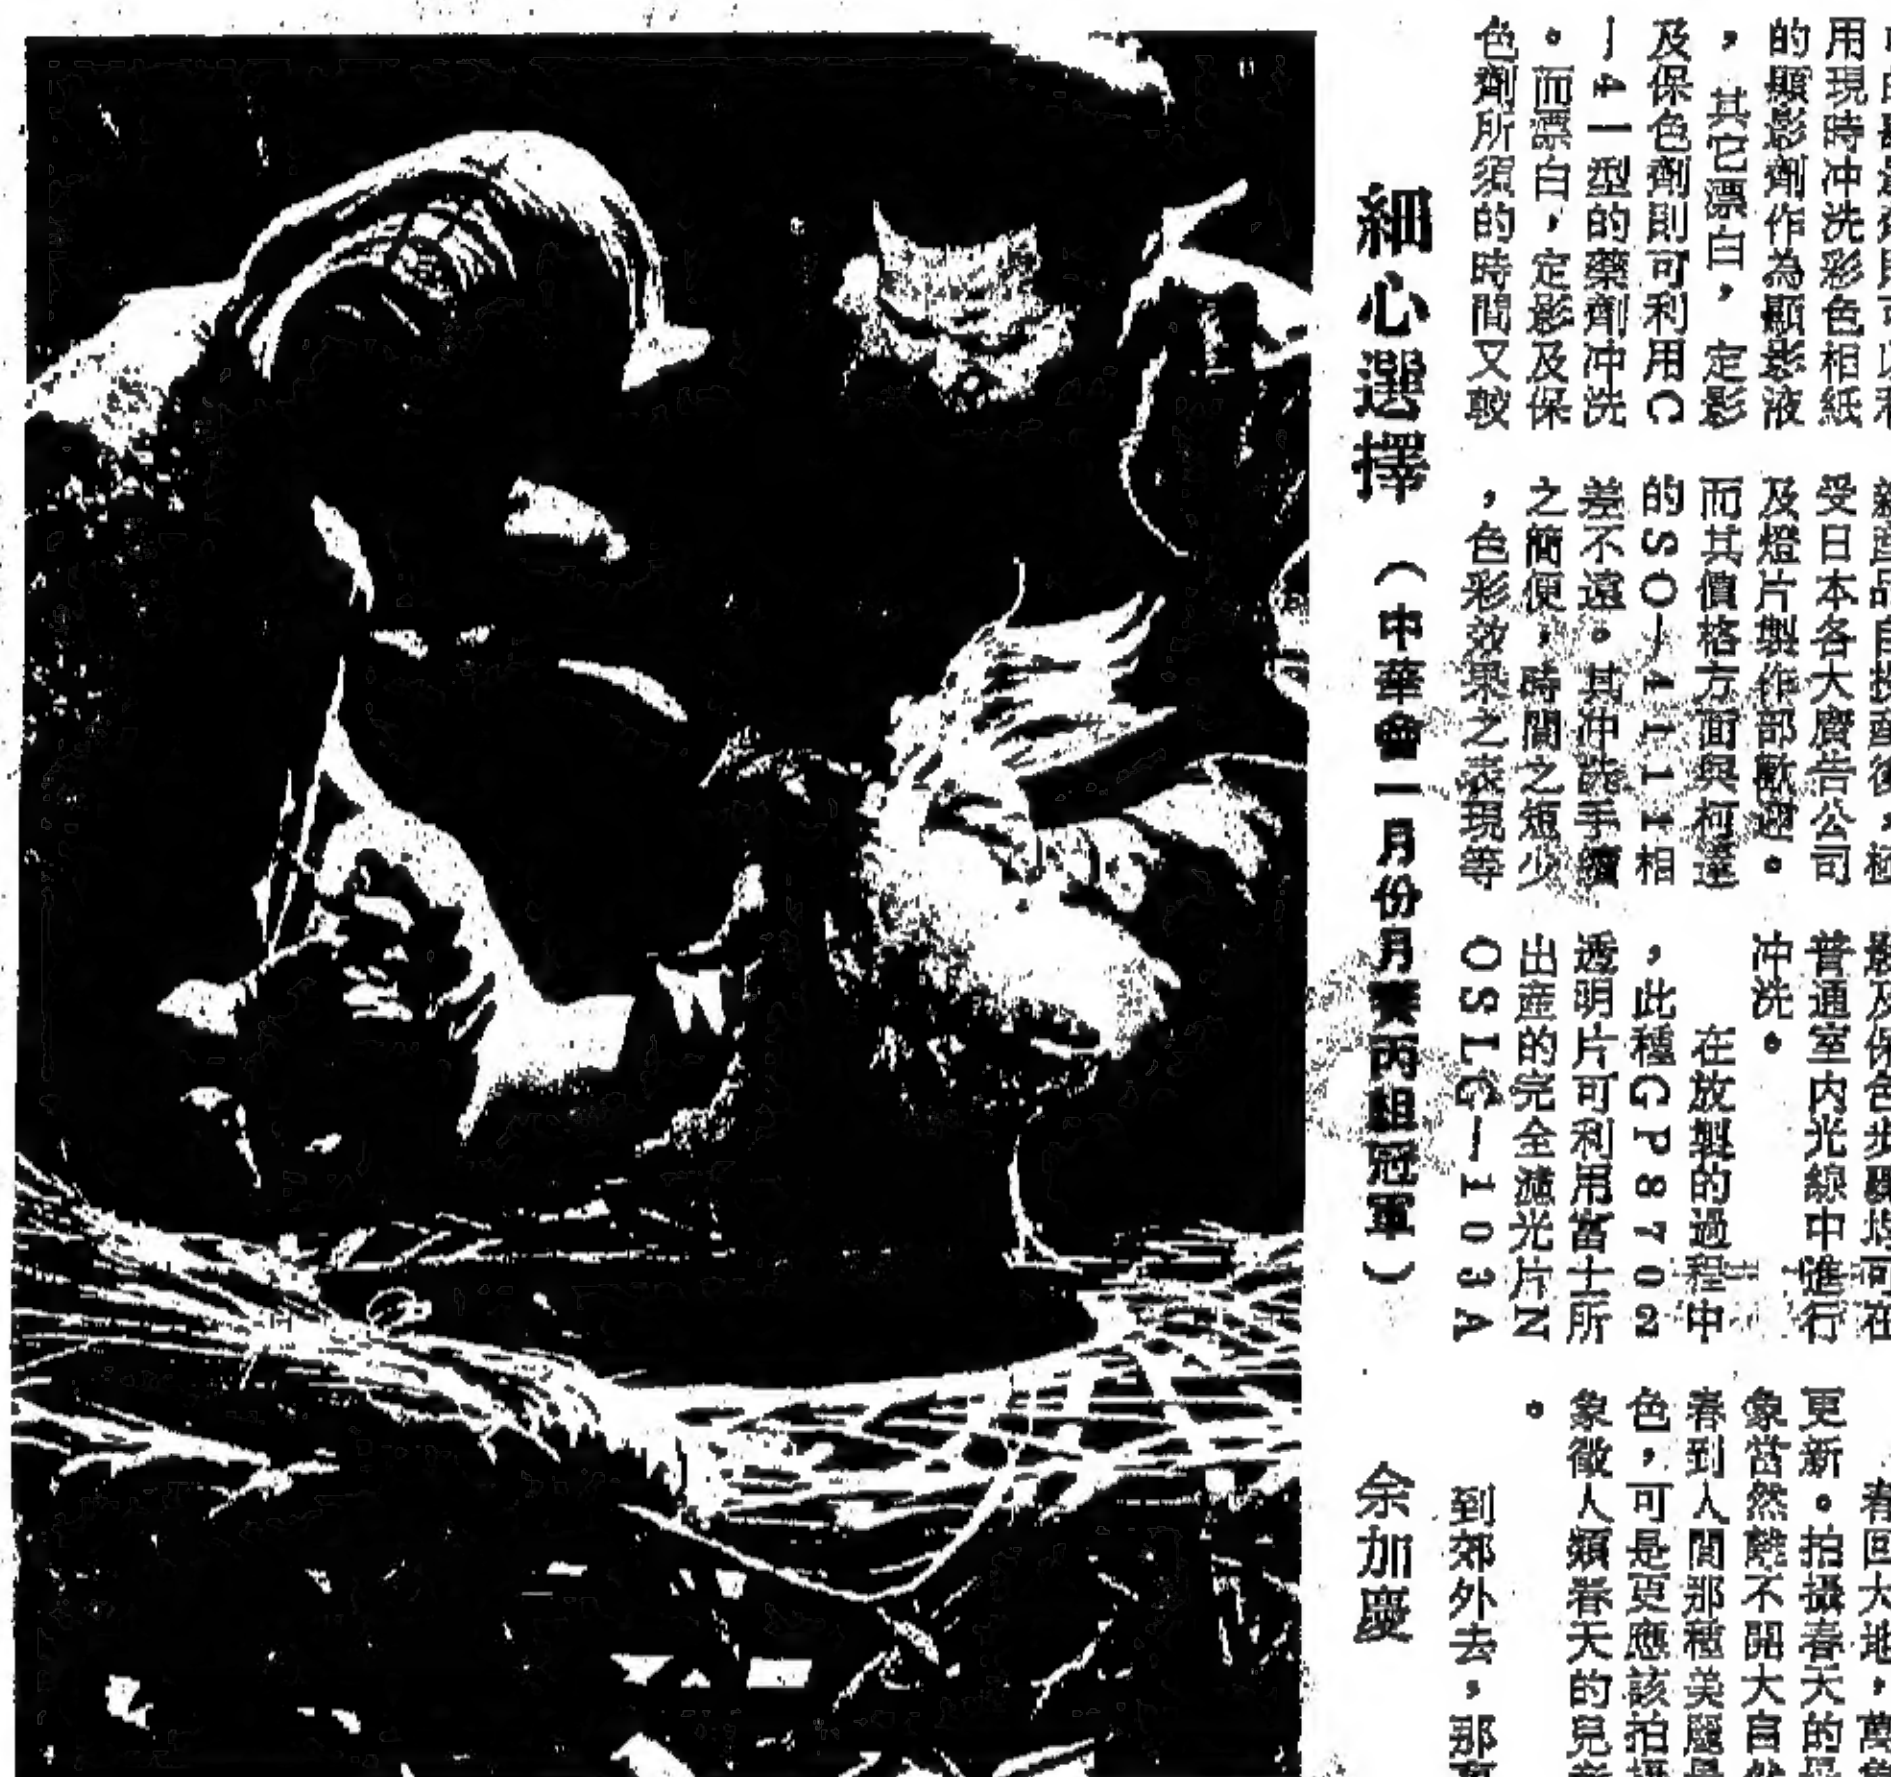 用現時冲洗彩色相紙
的顯影劑作為顯影液
，其它漂白，定影
及保色劑則可利用C
－41型的藥劑冲洗
。而漂白，定影及保
色劑所須的時間又較
受日本各大廣告公司
及燈片製作部歡迎。
而其價格方面與柯達
的SO－4111相
差不遠。其冲洗手續
之簡便，時間之短少
，色彩效果之表現等
普通室内光線中進行
冲洗。
在放製的過程中
，此種GP8702
透明片可利用富士所
出產的完全濾光片N
OSLG－103A
春回大地，萬
更新。拍攝春天的
象當然離不開大自然
春到人間那種美麗
色，可是更應該拍攝
象徵人類春天的兒
。
到郊外去，那
細心選擇（中華會一月份月賽丙組冠軍）余加慶